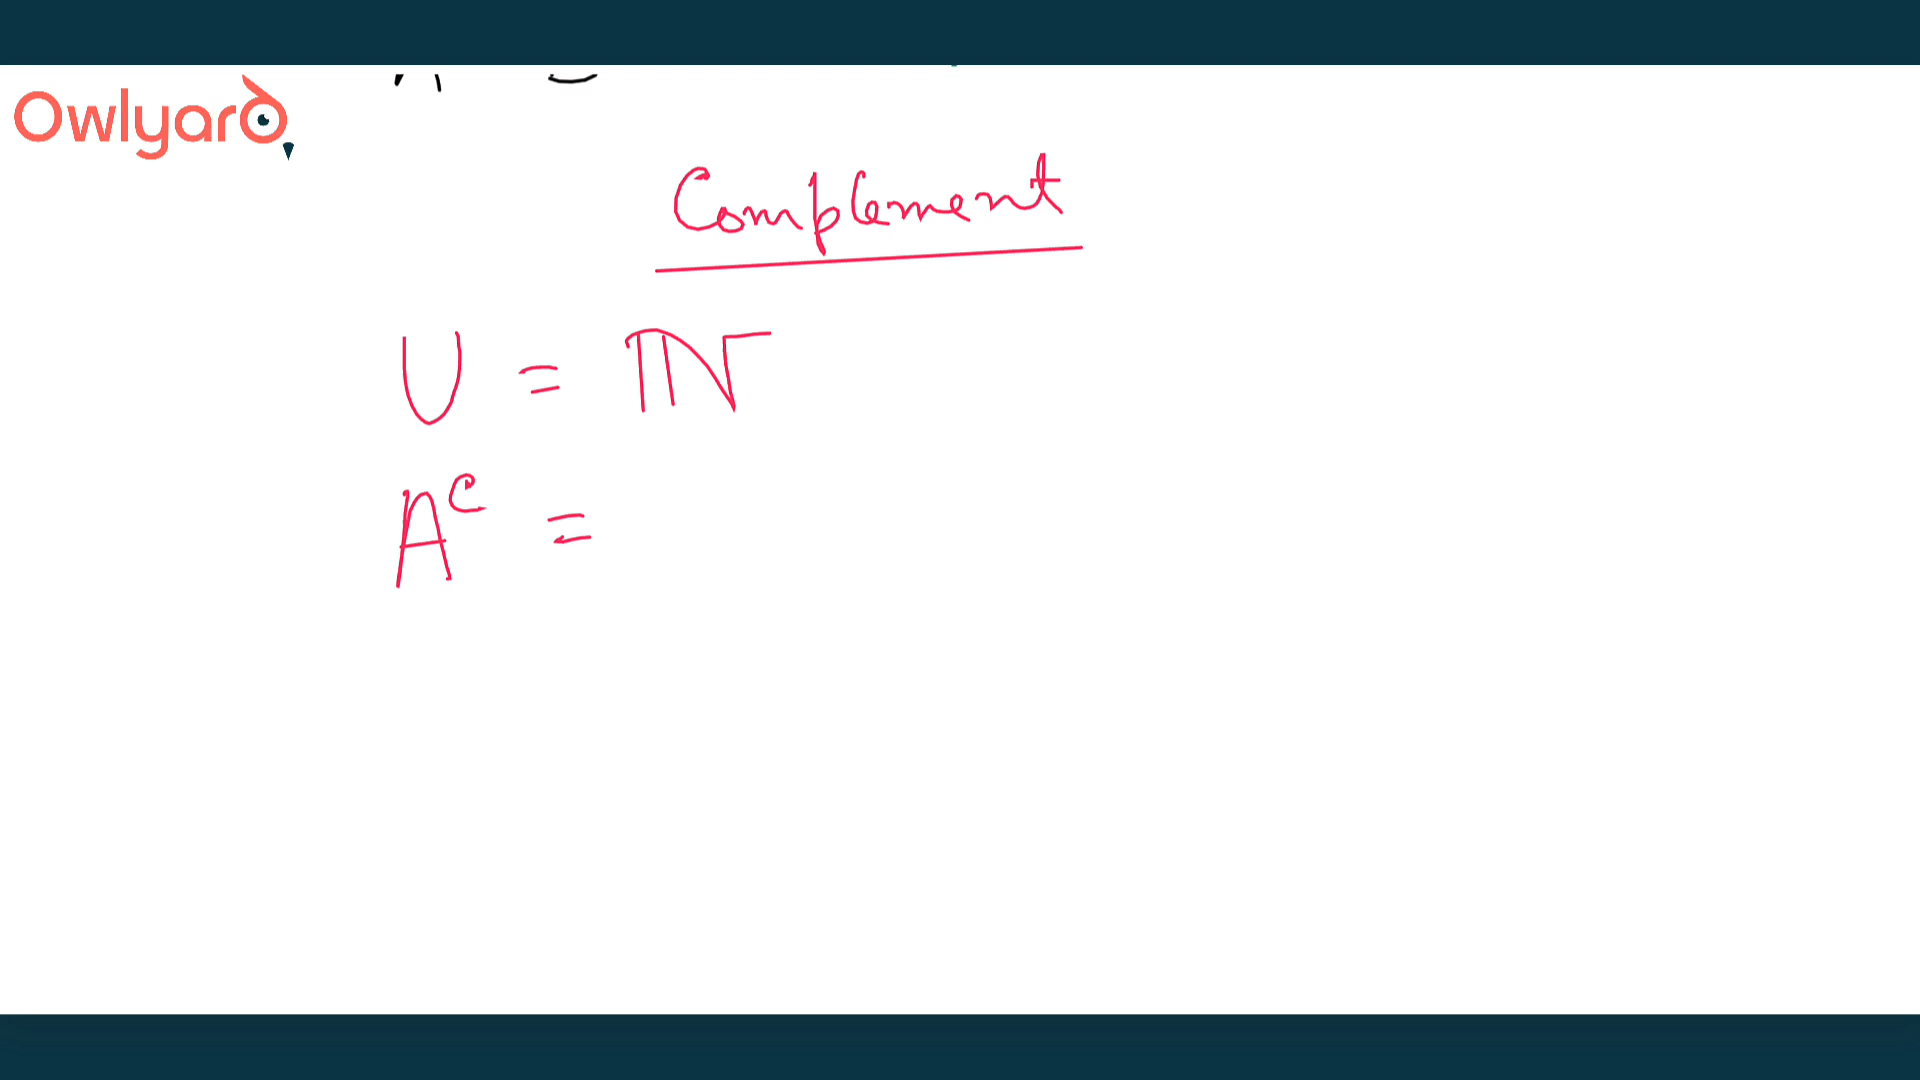 Owlyard
Complement
U = ℕ
Aᶜ =